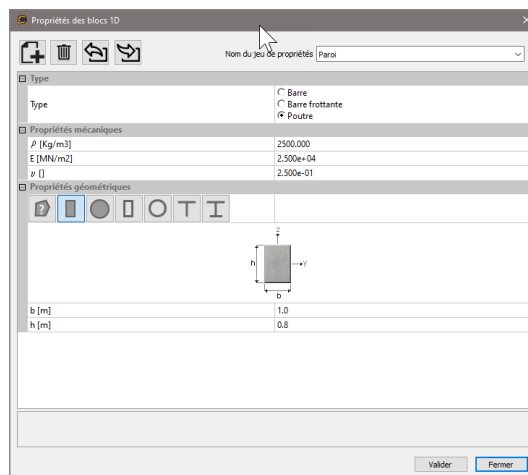 Propriétés des blocs 1D
Nom du jeu de propriétés Paroi
Type
Type
Barre
Barre frottante
Poutre
Propriétés mécaniques
ρ [Kg/m3] 2500.000
E [MN/m2] 2.500e+04
υ [] 2.500e-01
Propriétés géométriques
?
z
h
y
b
b [m] 1.0
h [m] 0.8
Valider Fermer